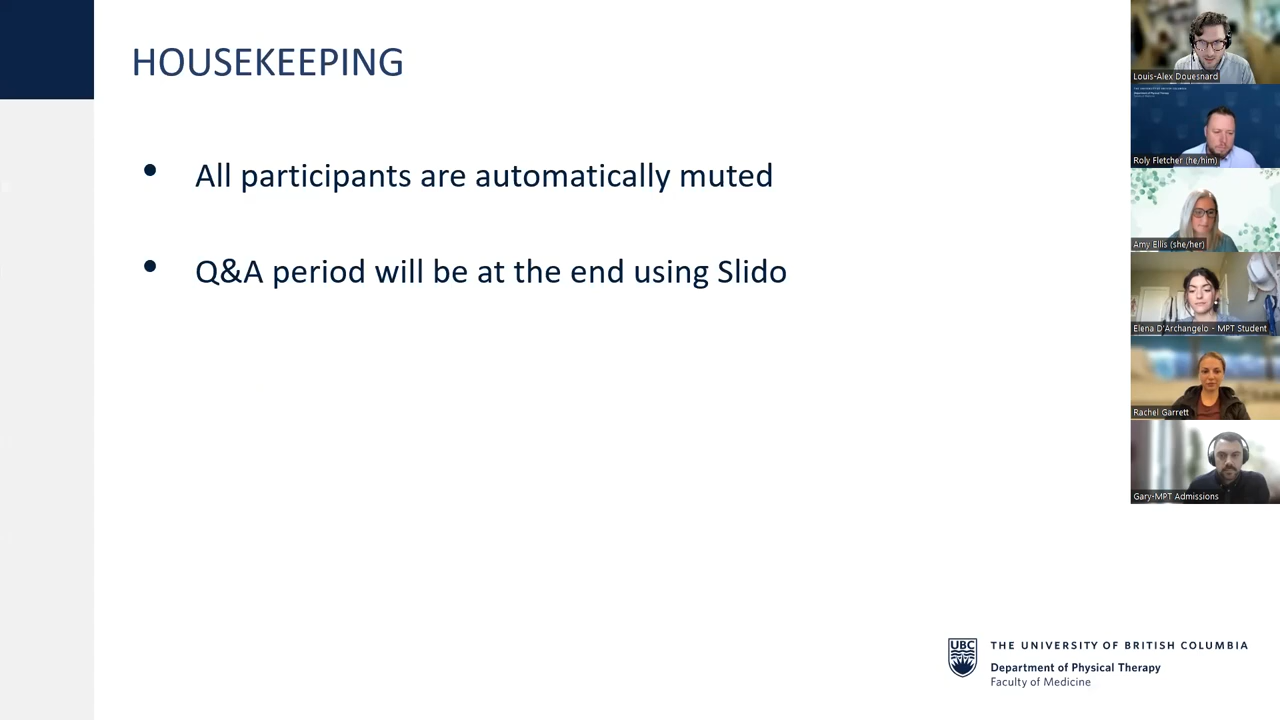 HOUSEKEEPING
• All participants are automatically muted
• Q&A period will be at the end using Slido
Louis-Alex Douesnard
Roly Fletcher (he/him)
Amy Ellis (she/her)
Elena D'Archangelo - MPT Student
Rachel Garrett
Gary-MPT Admissions
UBC
THE UNIVERSITY OF BRITISH COLUMBIA
Department of Physical Therapy
Faculty of Medicine